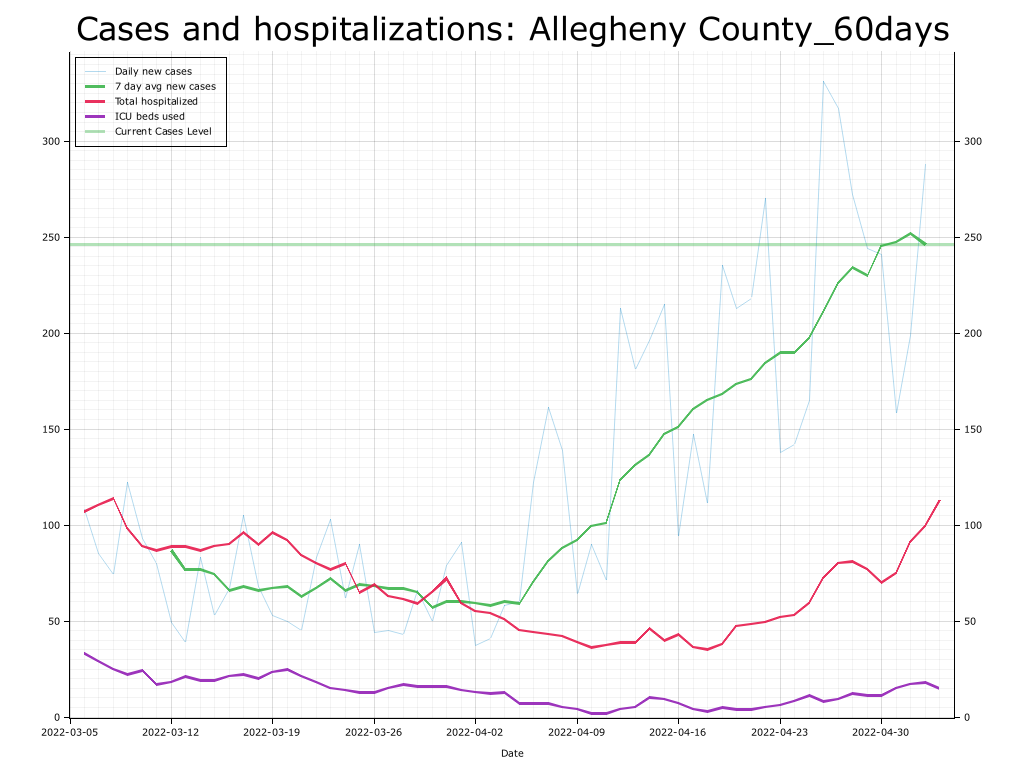 Cases and hospitalizations: Allegheny County_60days
Daily new cases
7 day avg new cases
Total hospitalized
ICU beds used
Current Cases Level
300 300
250 250
200 200
150 150
100 100
50 50
0 0
2022-03-05 2022-03-12 2022-03-19 2022-03-26 2022-04-02 2022-04-09 2022-04-16 2022-04-23 2022-04-30
Date